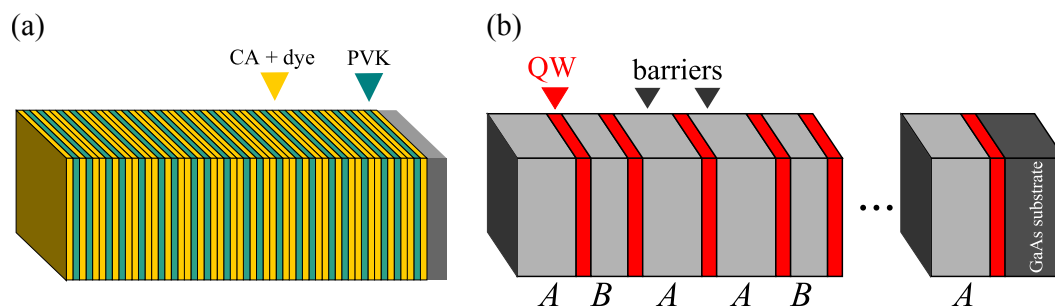 (a)
CA + dye
PVK
(b)
QW
barriers
...
GaAs substrate
A
B
A
A
B
A